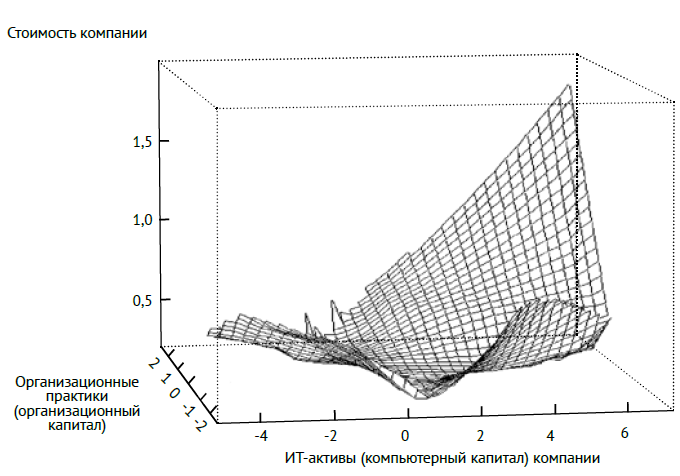 Стоимость компании
1,5
1,0
0,5
2 1 0 -1 -2
Организационные
практики
(организационный
капитал)
-4 -2 0 2 4 6
ИТ-активы (компьютерный капитал) компании